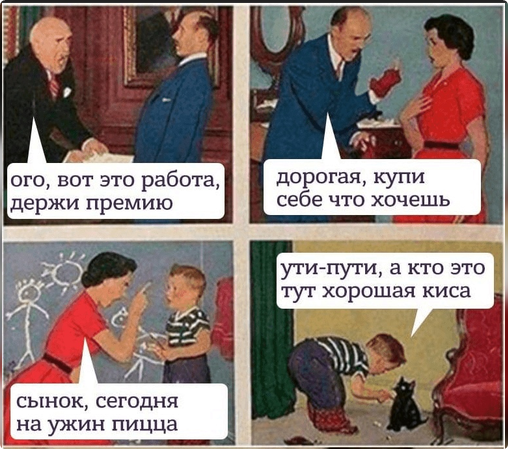 ого, вот это работа,
держи премию
дорогая, купи
себе что хочешь
сынок, сегодня
на ужин пицца
ути-пути, а кто это
тут хорошая киса